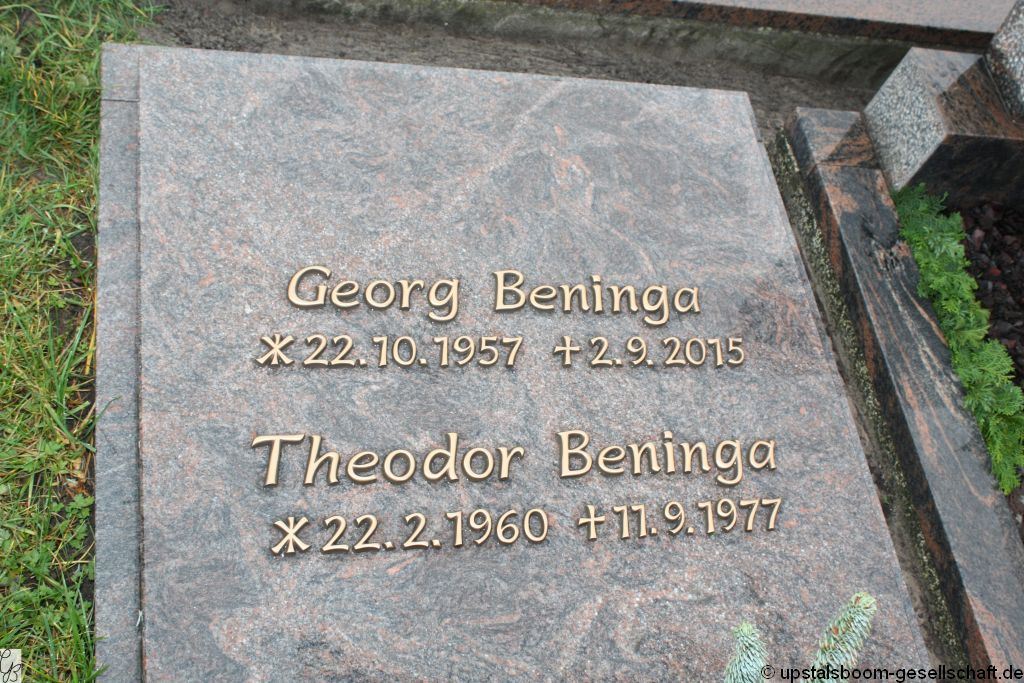 Georg Beninga
* 22.10.1957 † 2.9.2015
Theodor Beninga
* 22.2.1960 † 11.9.1977
© upstalsboom-gesellschaft.de